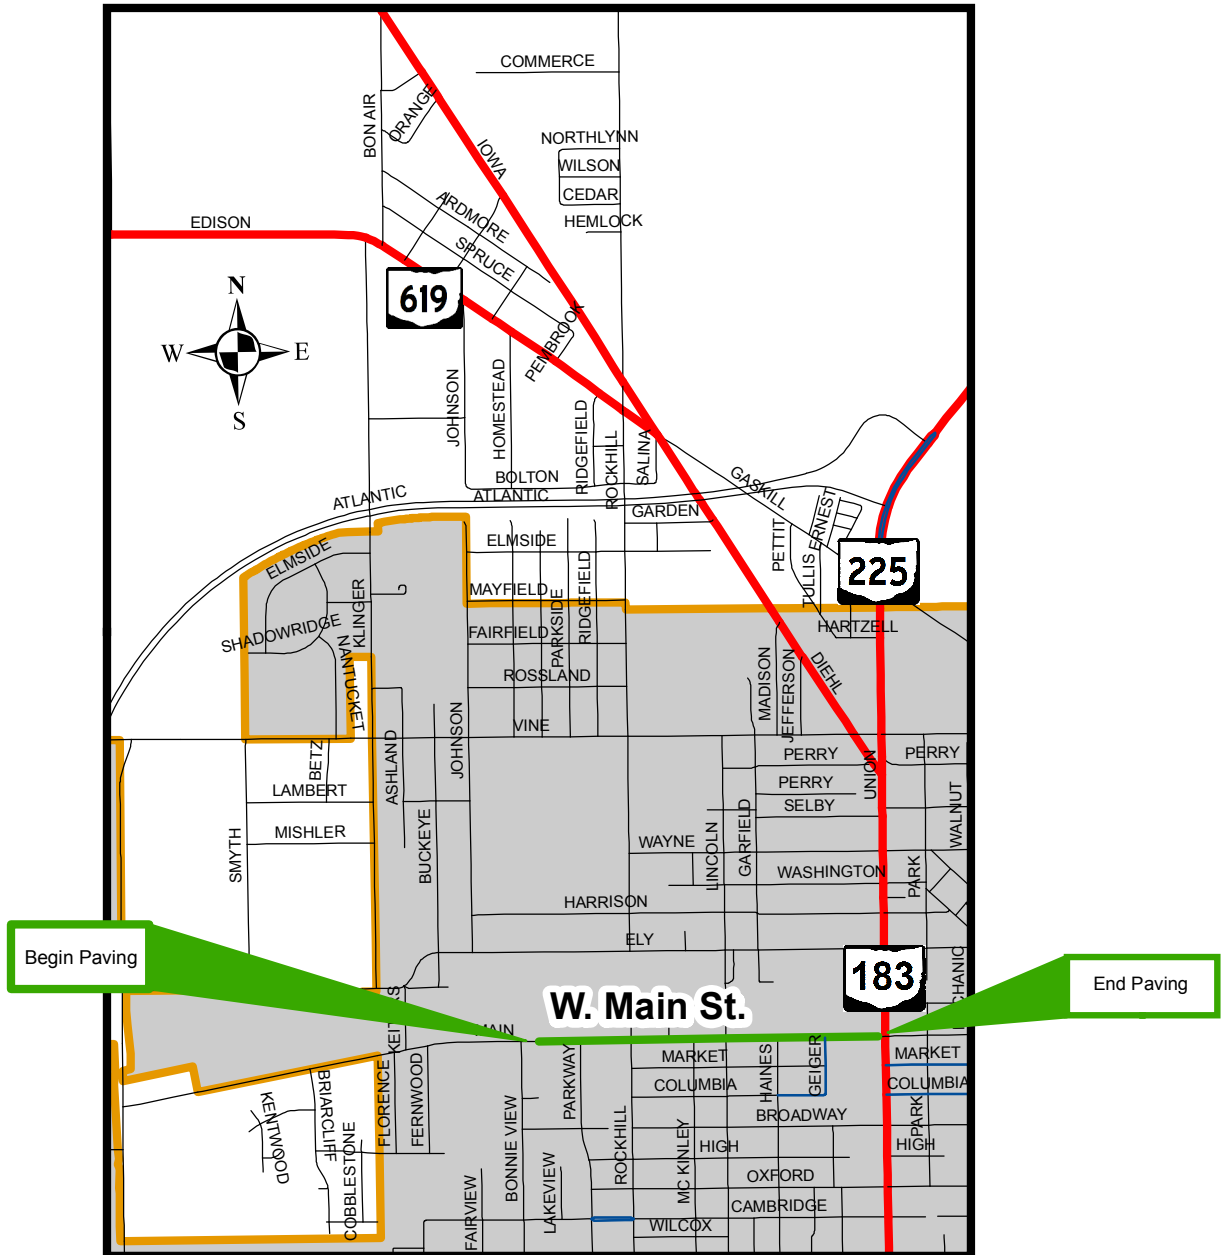 COMMERCE
BON AIR
ORANGE
IOWA
NORTHLYNN
WILSON
CEDAR
HEMLOCK
ARDMORE
SPRUCE
EDISON
619
N
W
E
S
PEMBROOK
JOHNSON
HOMESTEAD
RIDGEFIELD
ROCKHILL
SALINA
BOLTON
ATLANTIC
ATLANTIC
GASKILL
GARDEN
PETTIT
TULLIS
ERNEST
225
ELMSIDE
ELMSIDE
MAYFIELD
PARKSIDE
RIDGEFIELD
KLINGER
SHADOWRIDGE
NANTUCKET
FAIRFIELD
ROSSLAND
HARTZELL
MADISON
JEFFERSON
DIEHL
VINE
BETZ
ASHLAND
JOHNSON
PERRY
PERRY
UNION
PERRY
SELBY
LAMBERT
MISHLER
SMYTH
BUCKEYE
WAYNE
LINCOLN
GARFIELD
WALNUT
WASHINGTON
PARK
HARRISON
ELY
Begin Paving
183
End Paving
W. Main St.
MARKET
COLUMBIA
HAINES
GEIGER
MARKET
COLUMBIA
PARKWAY
FLORENCE
FERNWOOD
BRIARCLIFF
KENTWOOD
COBBLESTONE
BONNIE VIEW
ROCKHILL
BROADWAY
PARK
HIGH
HIGH
MC KINLEY
OXFORD
FAIRVIEW
LAKEVIEW
CAMBRIDGE
WILCOX